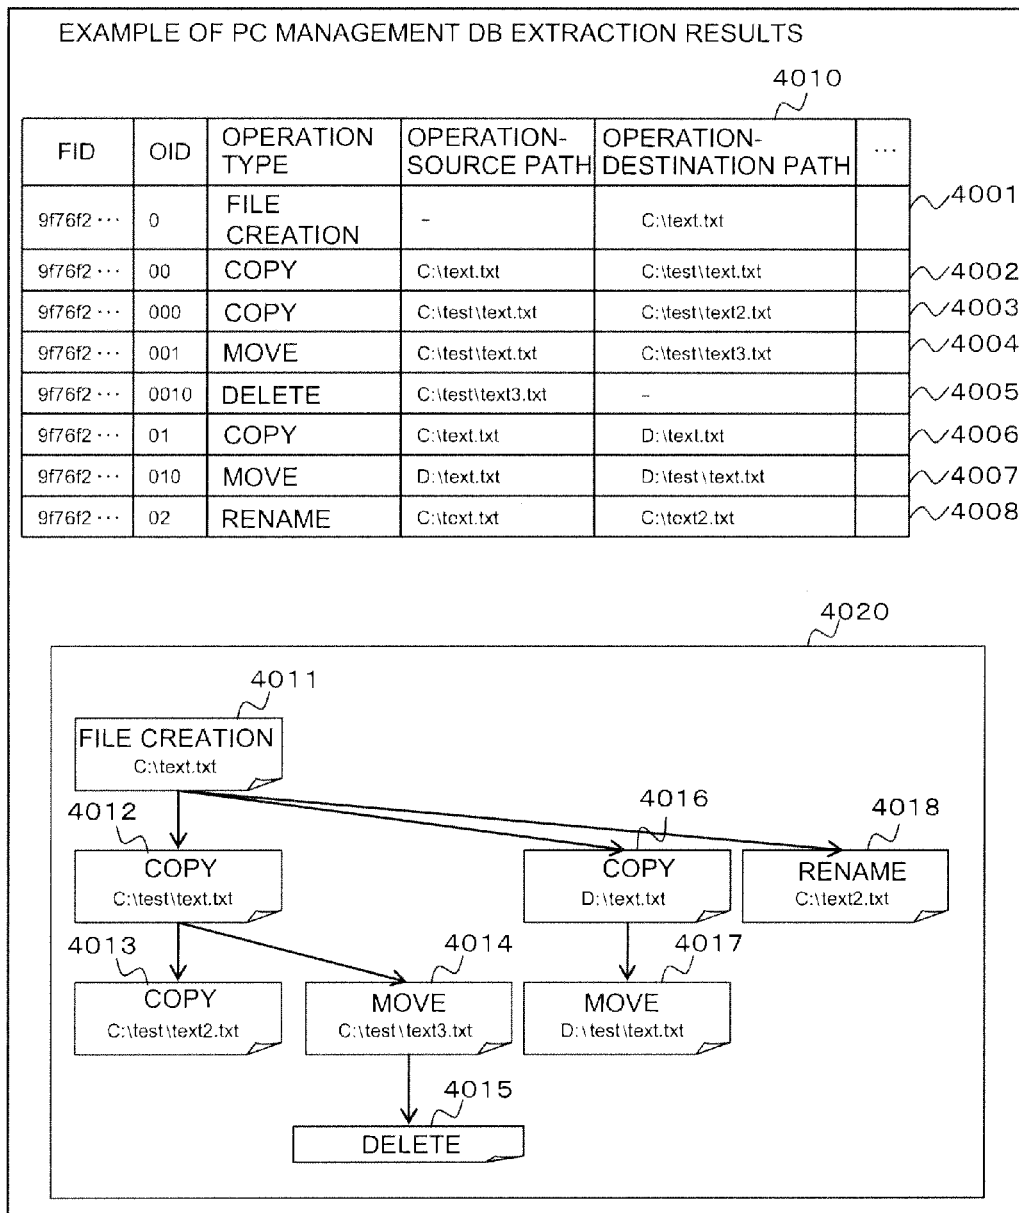 EXAMPLE OF PC MANAGEMENT DB EXTRACTION RESULTS
4010
FID OID OPERATION TYPE OPERATION-SOURCE PATH OPERATION-DESTINATION PATH ...
9f76f2 ··· 0 FILE CREATION – C:\text.txt 4001
9f76f2 ··· 00 COPY C:\text.txt C:\test\text.txt 4002
9f76f2 ··· 000 COPY C:\test\text.txt C:\test\text2.txt 4003
9f76f2 ··· 001 MOVE C:\test\text.txt C:\test\text3.txt 4004
9f76f2 ··· 0010 DELETE C:\test\text3.txt – 4005
9f76f2 ··· 01 COPY C:\text.txt D:\text.txt 4006
9f76f2 ··· 010 MOVE D:\text.txt D:\test\text.txt 4007
9f76f2 ··· 02 RENAME C:\text.txt C:\text2.txt 4008
4020
4011
FILE CREATION
C:\text.txt
4012 4016 4018
COPY COPY RENAME
C:\test\text.txt D:\text.txt C:\text2.txt
4013 4014 4017
COPY MOVE MOVE
C:\test\text2.txt C:\test\text3.txt D:\test\text.txt
4015
DELETE